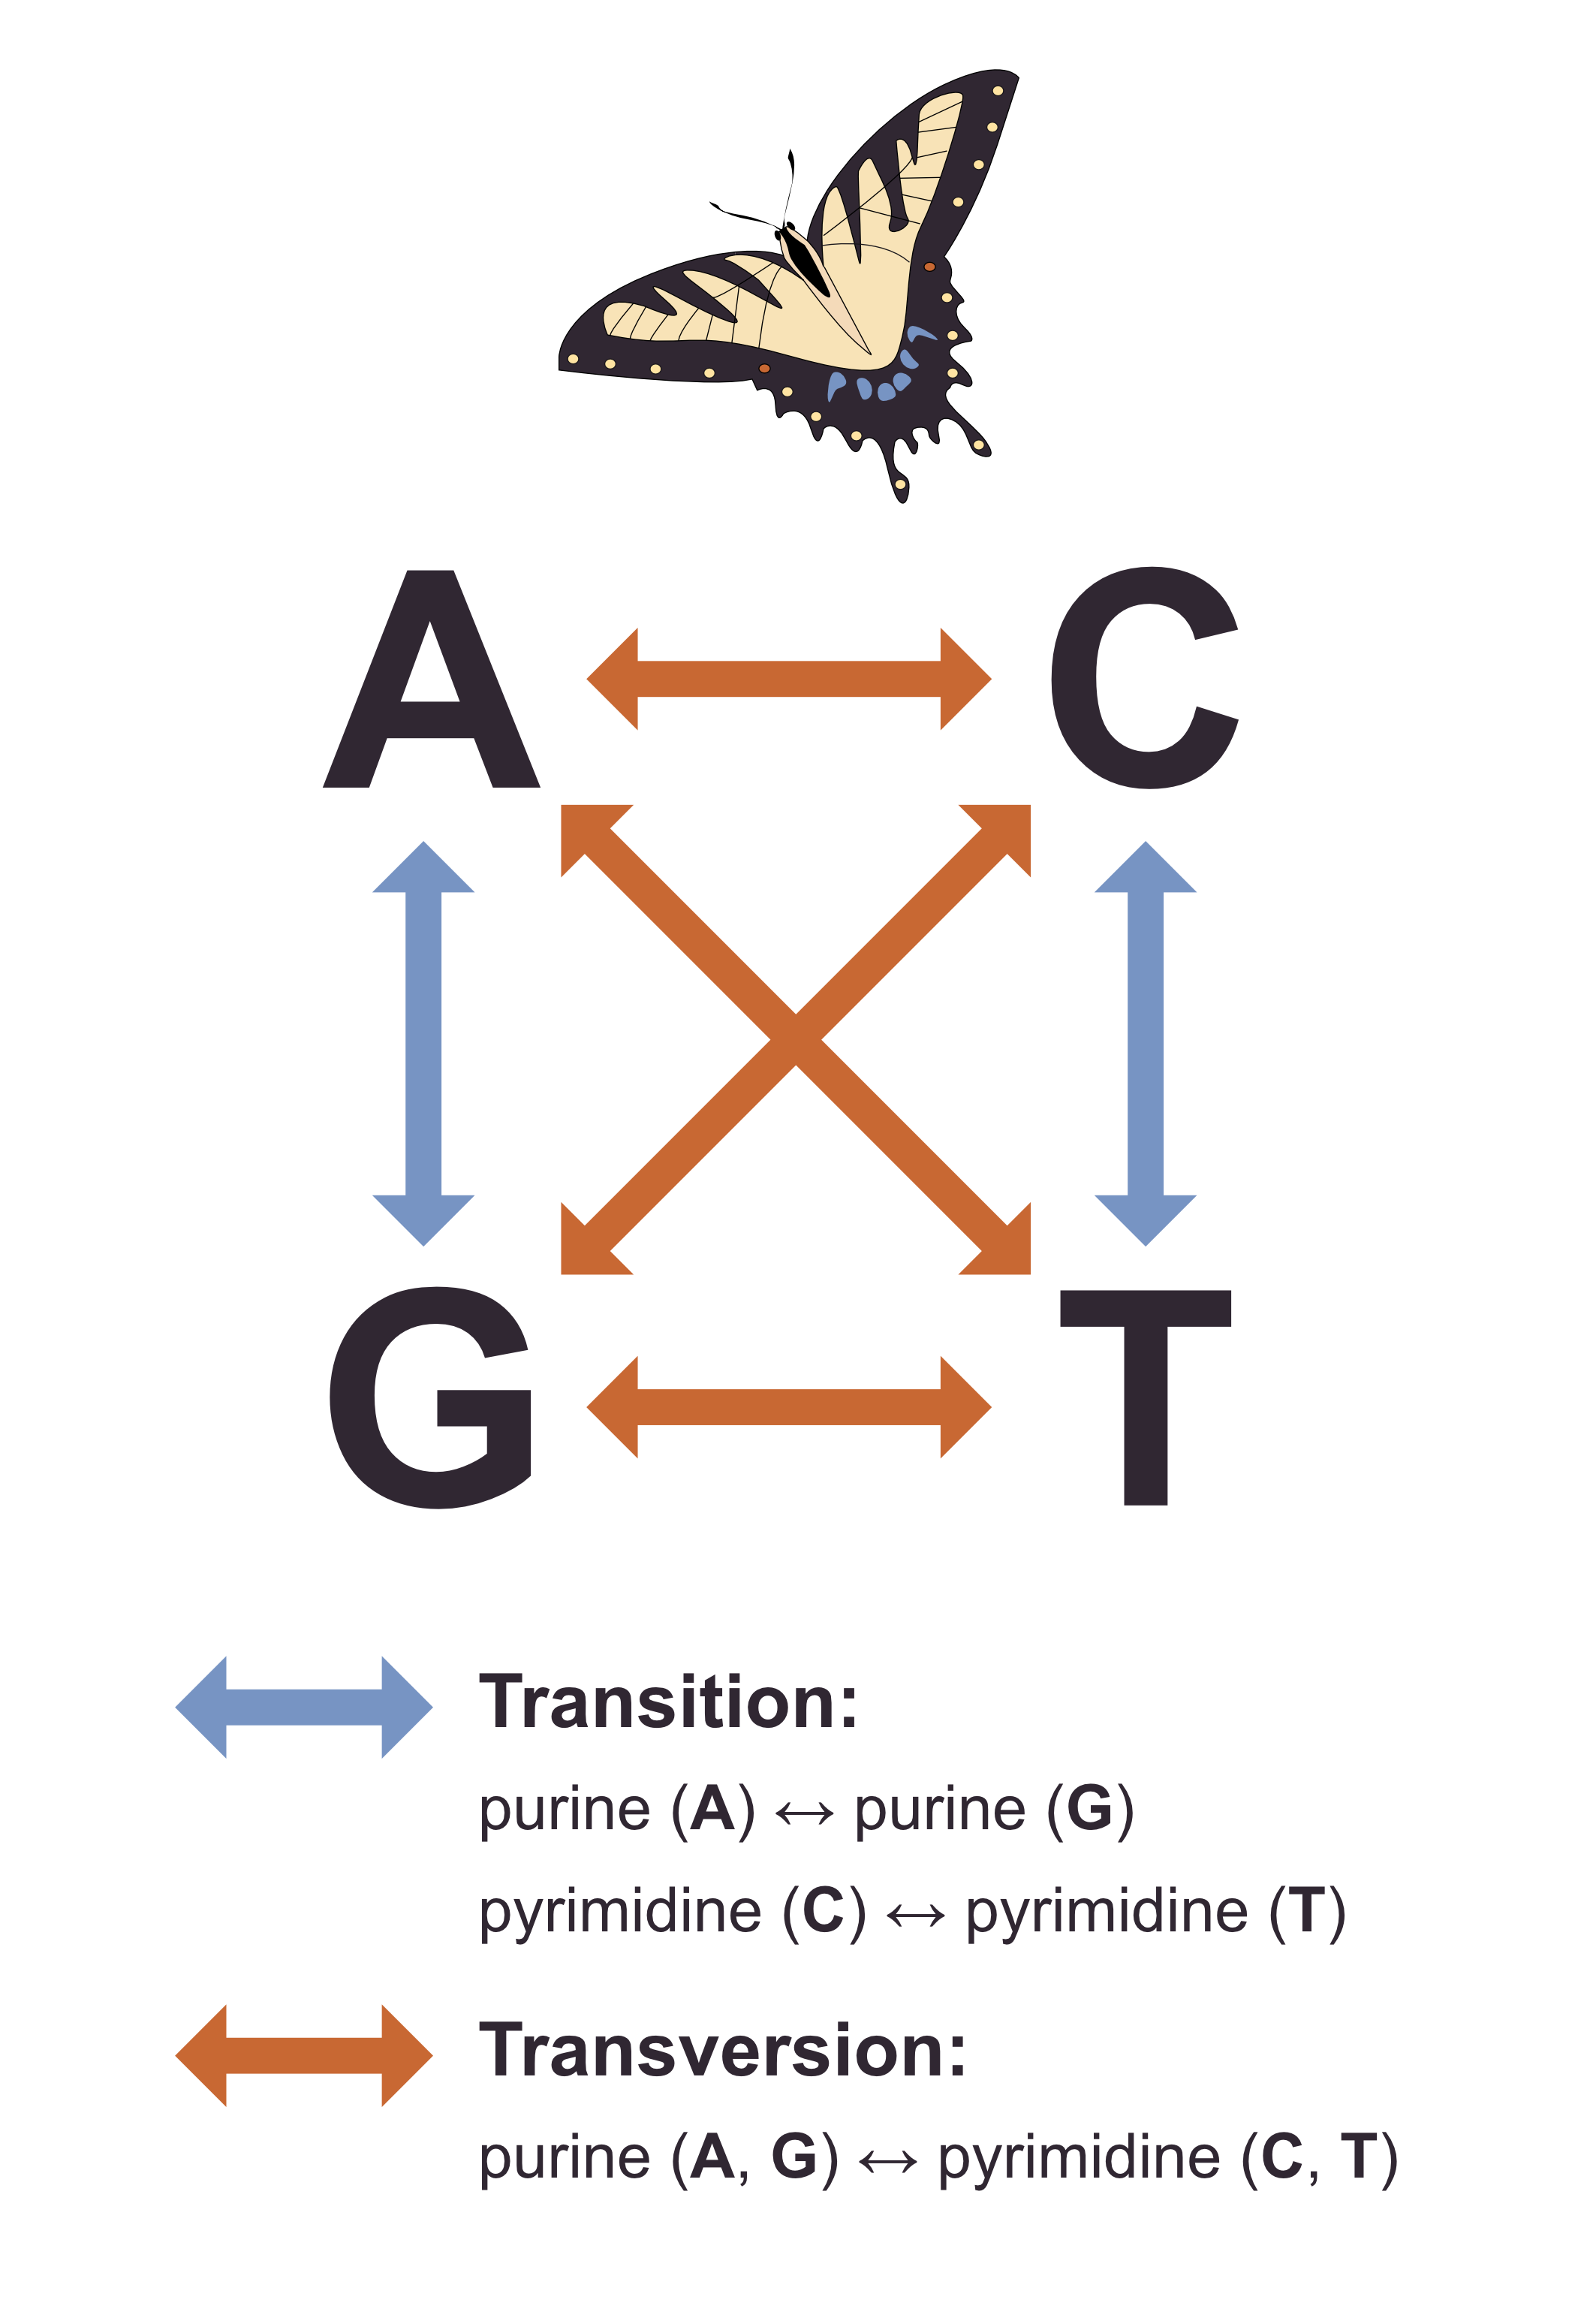 A C
G T
Transition:
purine (A) ↔ purine (G)
pyrimidine (C) ↔ pyrimidine (T)
Transversion:
purine (A, G) ↔ pyrimidine (C, T)